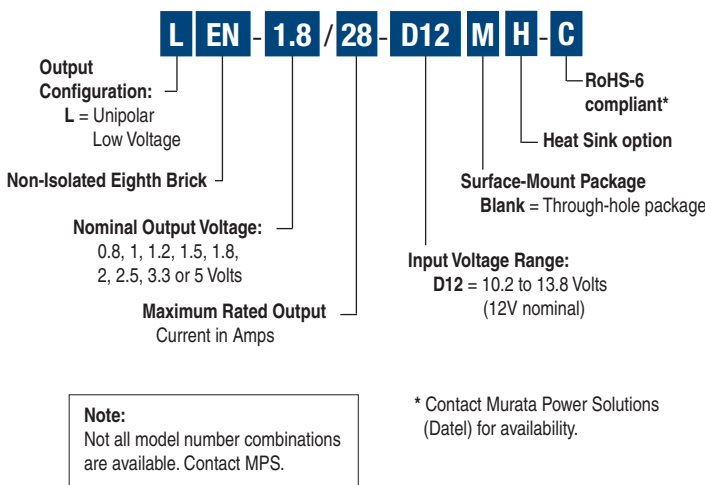 L EN - 1.8 / 28 - D12 M H - C
Output
Configuration:
L = Unipolar
Low Voltage
Non-Isolated Eighth Brick
Nominal Output Voltage:
0.8, 1, 1.2, 1.5, 1.8,
2, 2.5, 3.3 or 5 Volts
Maximum Rated Output
Current in Amps
RoHS-6
compliant*
Heat Sink option
Surface-Mount Package
Blank = Through-hole package
Input Voltage Range:
D12 = 10.2 to 13.8 Volts
(12V nominal)
Note:
Not all model number combinations
are available. Contact MPS.
* Contact Murata Power Solutions
(Datel) for availability.